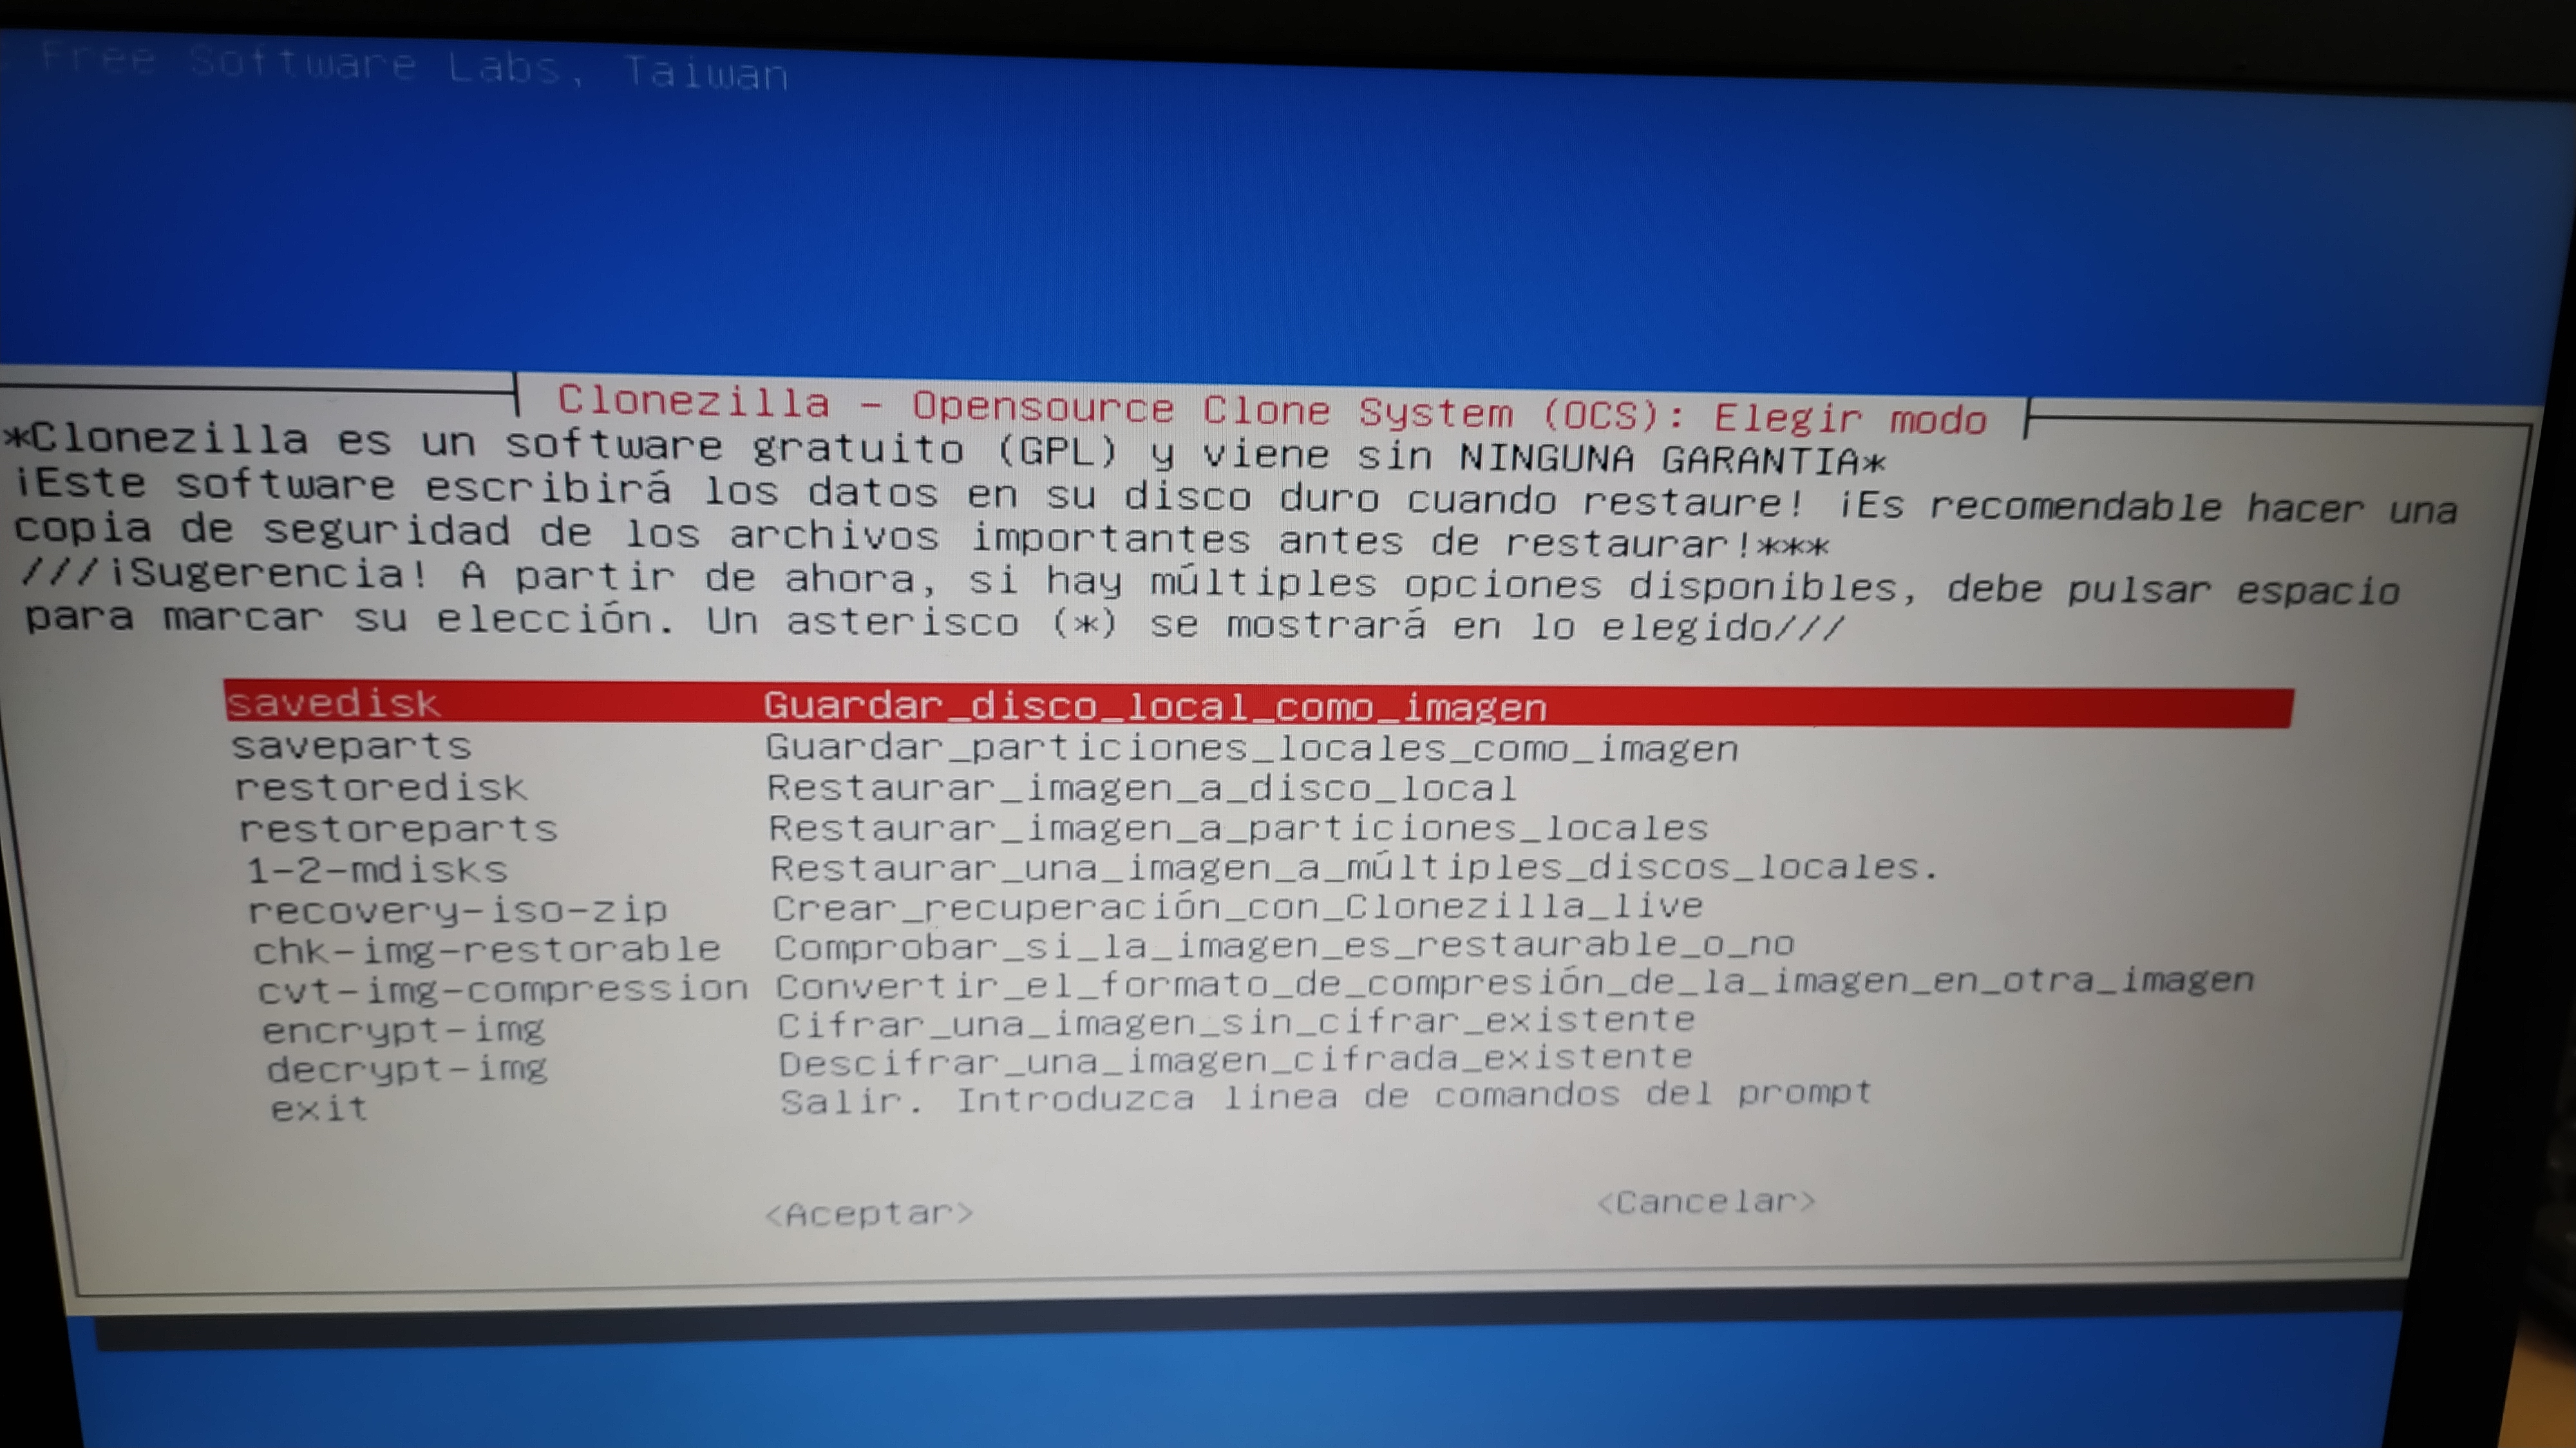 Free Software Labs, Taiwan
Clonezilla - Opensource Clone System (OCS): Elegir modo
*Clonezilla es un software gratuito (GPL) y viene sin NINGUNA GARANTIA*
¡Este software escribirá los datos en su disco duro cuando restaure! ¡Es recomendable hacer una
copia de seguridad de los archivos importantes antes de restaurar!***
///¡Sugerencia! A partir de ahora, si hay múltiples opciones disponibles, debe pulsar espacio
para marcar su elección. Un asterisco (*) se mostrará en lo elegido///
savedisk Guardar_disco_local_como_imagen
saveparts Guardar_particiones_locales_como_imagen
restoredisk Restaurar_imagen_a_disco_local
restoreparts Restaurar_imagen_a_particiones_locales
1-2-mdisks Restaurar_una_imagen_a_múltiples_discos_locales.
recovery-iso-zip Crear_recuperación_con_Clonezilla_live
chk-img-restorable Comprobar_si_la_imagen_es_restaurable_o_no
cvt-img-compression Convertir_el_formato_de_compresión_de_la_imagen_en_otra_imagen
encrypt-img Cifrar_una_imagen_sin_cifrar_existente
decrypt-img Descifrar_una_imagen_cifrada_existente
exit Salir. Introduzca linea de comandos del prompt
<Aceptar> <Cancelar>